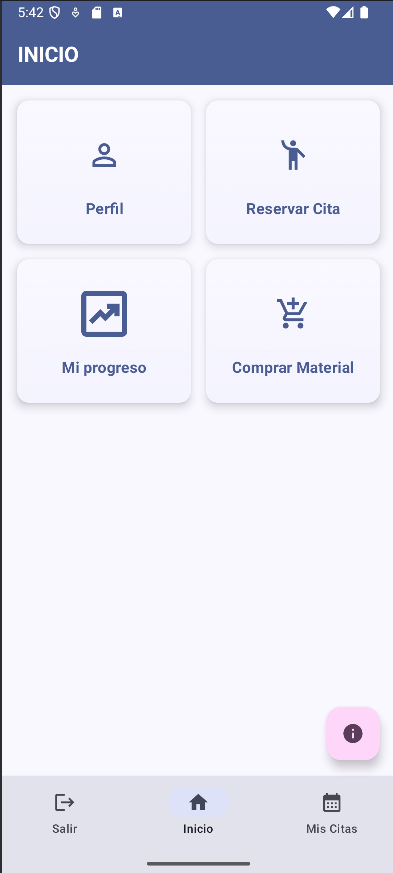 5:42
INICIO
Perfil
Reservar Cita
Mi progreso
Comprar Material
Salir
Inicio
Mis Citas